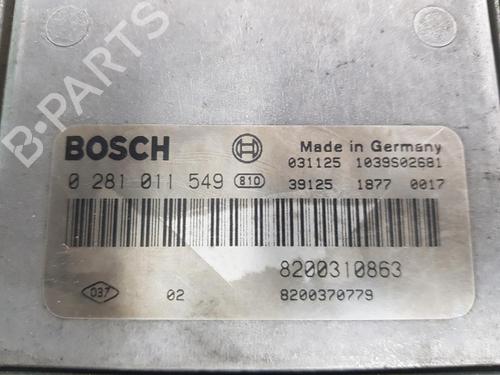 B-PARTS
BOSCH
Made in Germany
031125 1039S02681
0 281 011 549 810
39125 1877 0017
8200310863
037 02 8200370779